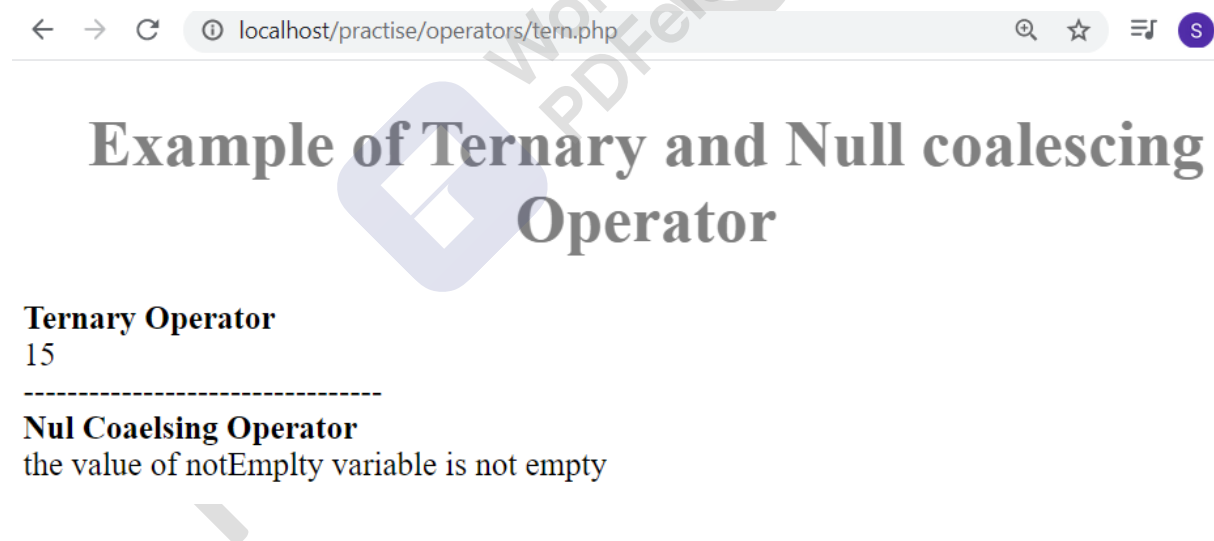 localhost/practise/operators/tern.php
S
Example of Ternary and Null coalescing
Operator
Ternary Operator
15
---------------------------------
Nul Coaelsing Operator
the value of notEmplty variable is not empty